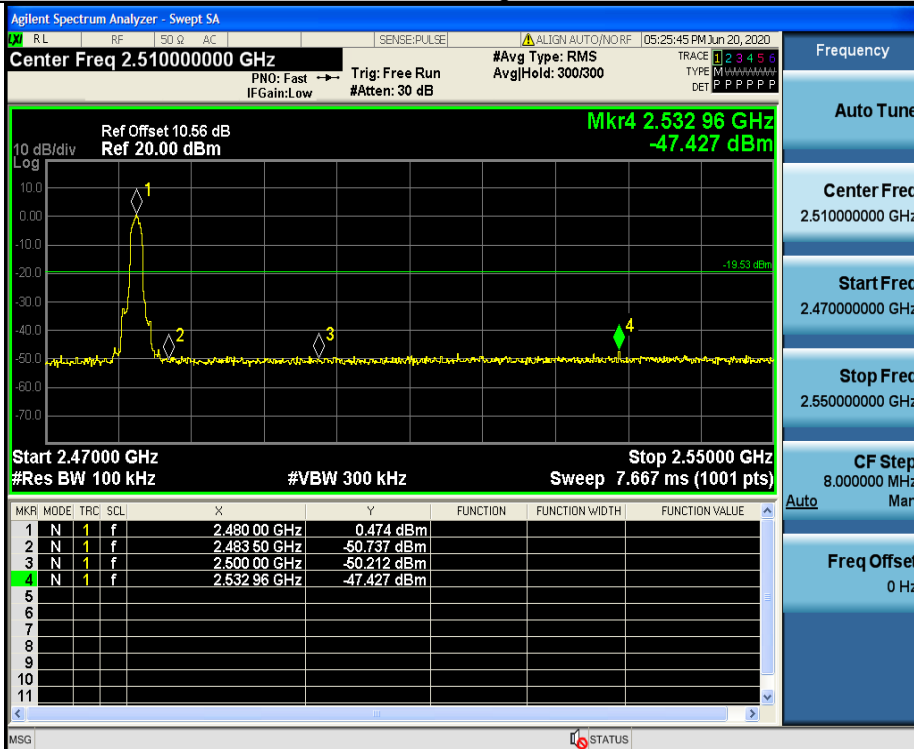 Agilent Spectrum Analyzer - Swept SA
LXI RL RF 50 Ω AC SENSE:PULSE ALIGN AUTO/NO RF 05:25:45 PM Jun 20, 2020
Center Freq 2.510000000 GHz
PNO: Fast
IFGain:Low
Trig: Free Run
#Atten: 30 dB
#Avg Type: RMS
Avg|Hold: 300/300
TRACE 1 2 3 4 5 6
TYPE M WWWWW
DET P P P P P P
Frequency
Auto Tune
Center Freq
2.510000000 GHz
Start Freq
2.470000000 GHz
Stop Freq
2.550000000 GHz
CF Step
8.000000 MHz
Auto Man
Freq Offset
0 Hz
Mkr4 2.532 96 GHz
-47.427 dBm
Ref Offset 10.56 dB
10 dB/div Ref 20.00 dBm
Log
10.0
0.00
-10.0
-20.0
-30.0
-40.0
-50.0
-60.0
-70.0
1
2
3
4
-19.53 dBm
Start 2.47000 GHz Stop 2.55000 GHz
#Res BW 100 kHz #VBW 300 kHz Sweep 7.667 ms (1001 pts)
MKR MODE TRC SCL X Y FUNCTION FUNCTION WIDTH FUNCTION VALUE
1 N 1 f 2.480 00 GHz 0.474 dBm
2 N 1 f 2.483 50 GHz -50.737 dBm
3 N 1 f 2.500 00 GHz -50.212 dBm
4 N 1 f 2.532 96 GHz -47.427 dBm
5
6
7
8
9
10
11
MSG STATUS